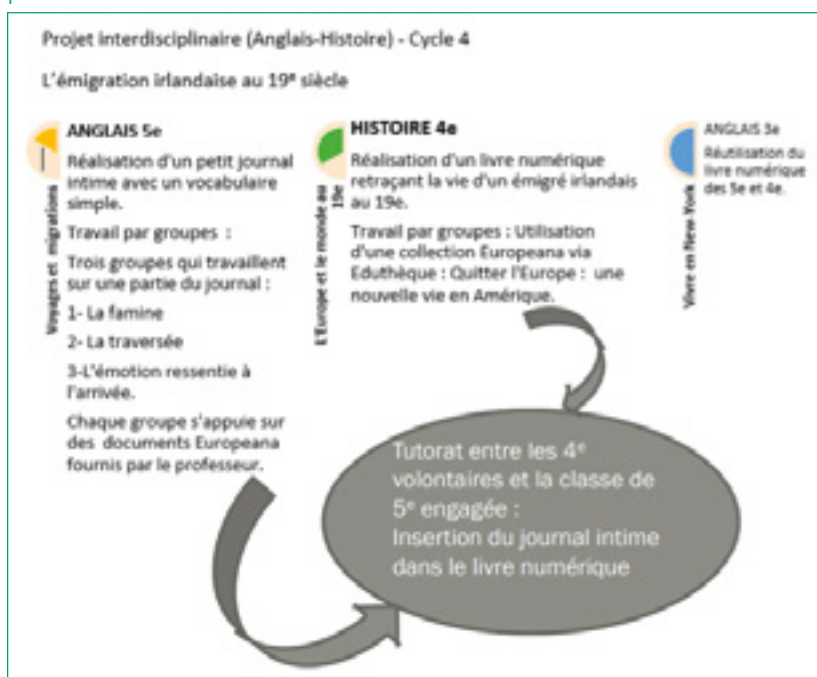 Projet interdisciplinaire (Anglais-Histoire) - Cycle 4
L'émigration irlandaise au 19e siècle
ANGLAIS 5e
Voyages et migrations
Réalisation d'un petit journal
intime avec un vocabulaire
simple.
Travail par groupes :
Trois groupes qui travaillent
sur une partie du journal :
1- La famine
2- La traversée
3-L'émotion ressentie à
l'arrivée.
Chaque groupe s'appuie sur
des documents Europeana
fournis par le professeur.
HISTOIRE 4e
L'Europe et le monde au
19e
Réalisation d'un livre numérique
retraçant la vie d'un émigré irlandais
au 19e.
Travail par groupes : Utilisation
d'une collection Europeana via
Eduthèque : Quitter l'Europe : une
nouvelle vie en Amérique.
ANGLAIS 3e
Vivre en New-York
Réutilisation du
livre numérique
des 5e et 4e.
Tutorat entre les 4e
volontaires et la classe de
5e engagée :
Insertion du journal intime
dans le livre numérique